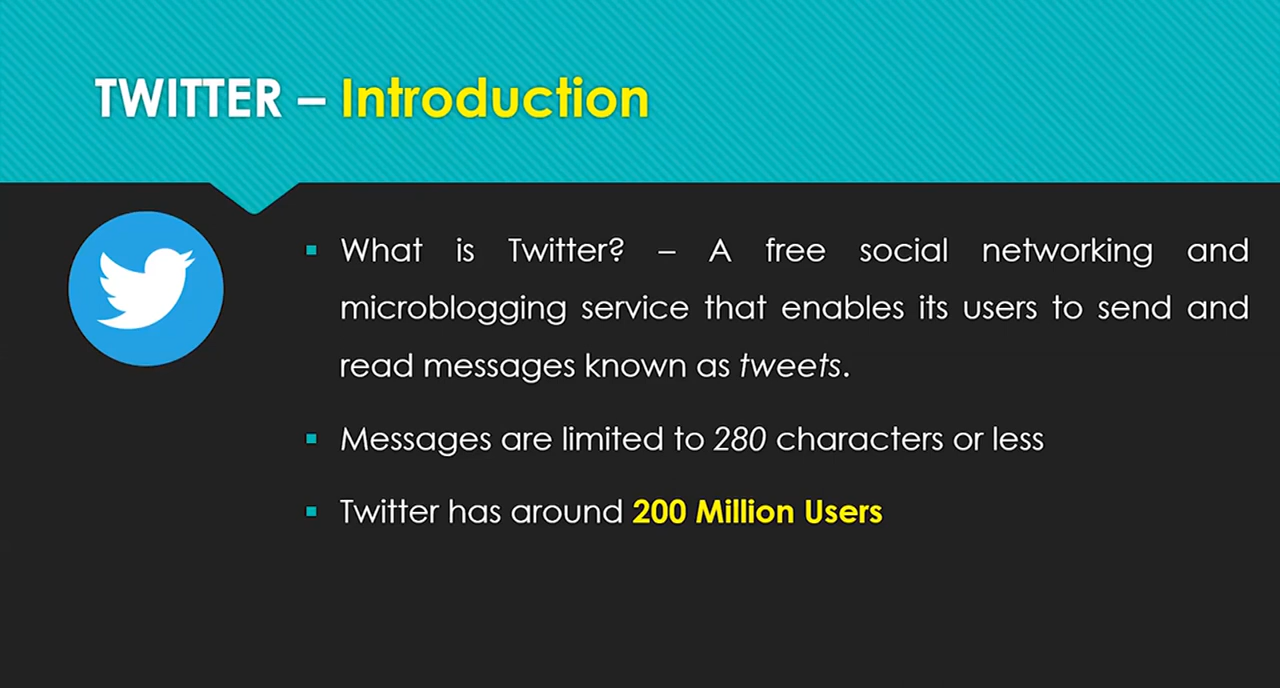 TWITTER – Introduction
What is Twitter? – A free social networking and
microblogging service that enables its users to send and
read messages known as tweets.
Messages are limited to 280 characters or less
Twitter has around 200 Million Users